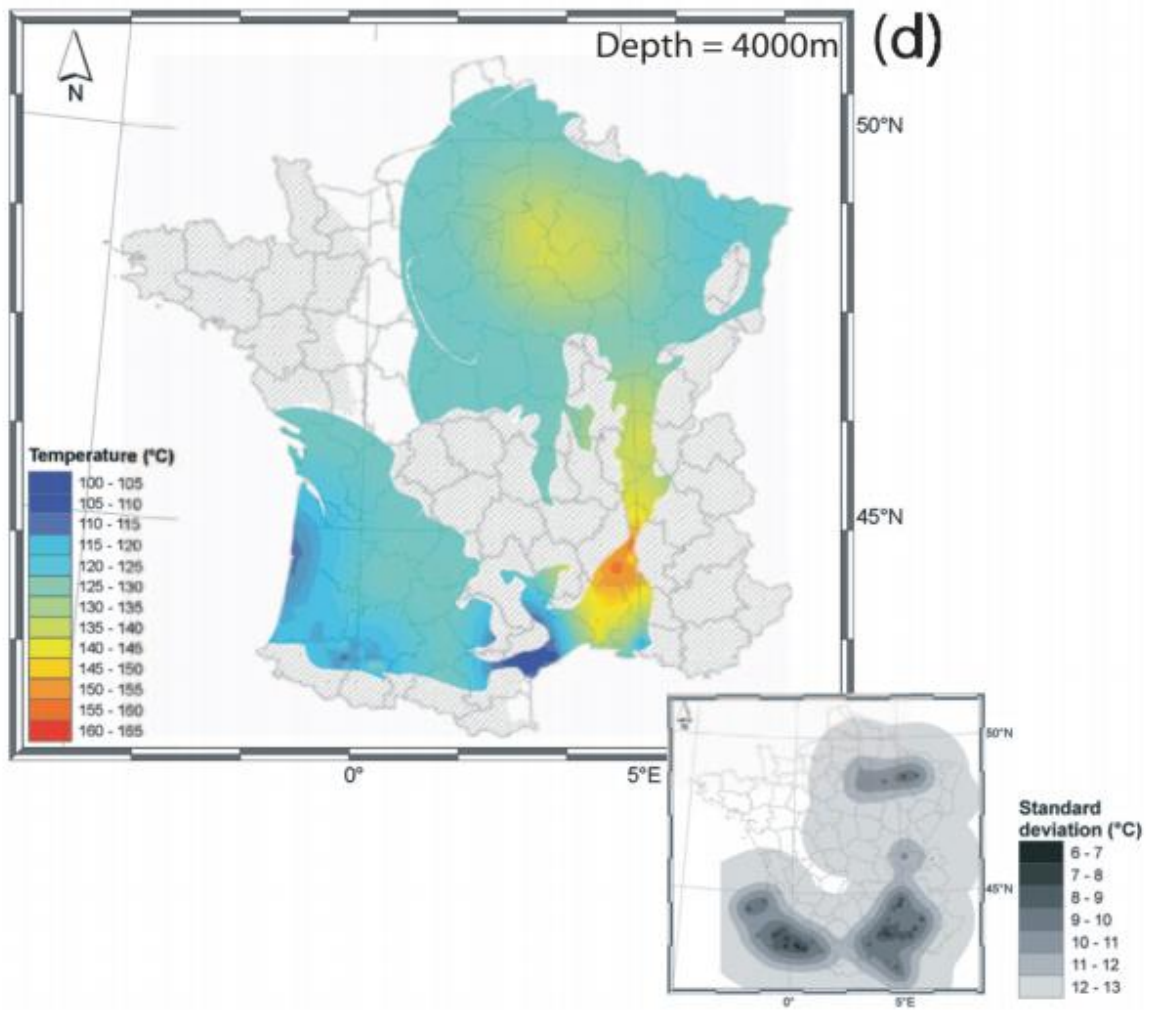 (d)
Depth = 4000m
N
50°N
45°N
Temperature (°C)
100 - 105
105 - 110
110 - 115
115 - 120
120 - 125
125 - 130
130 - 135
135 - 140
140 - 145
145 - 150
150 - 155
155 - 160
160 - 165
0°
5°E
50°N
45°N
0°
5°E
Standard
deviation (°C)
6 - 7
7 - 8
8 - 9
9 - 10
10 - 11
11 - 12
12 - 13